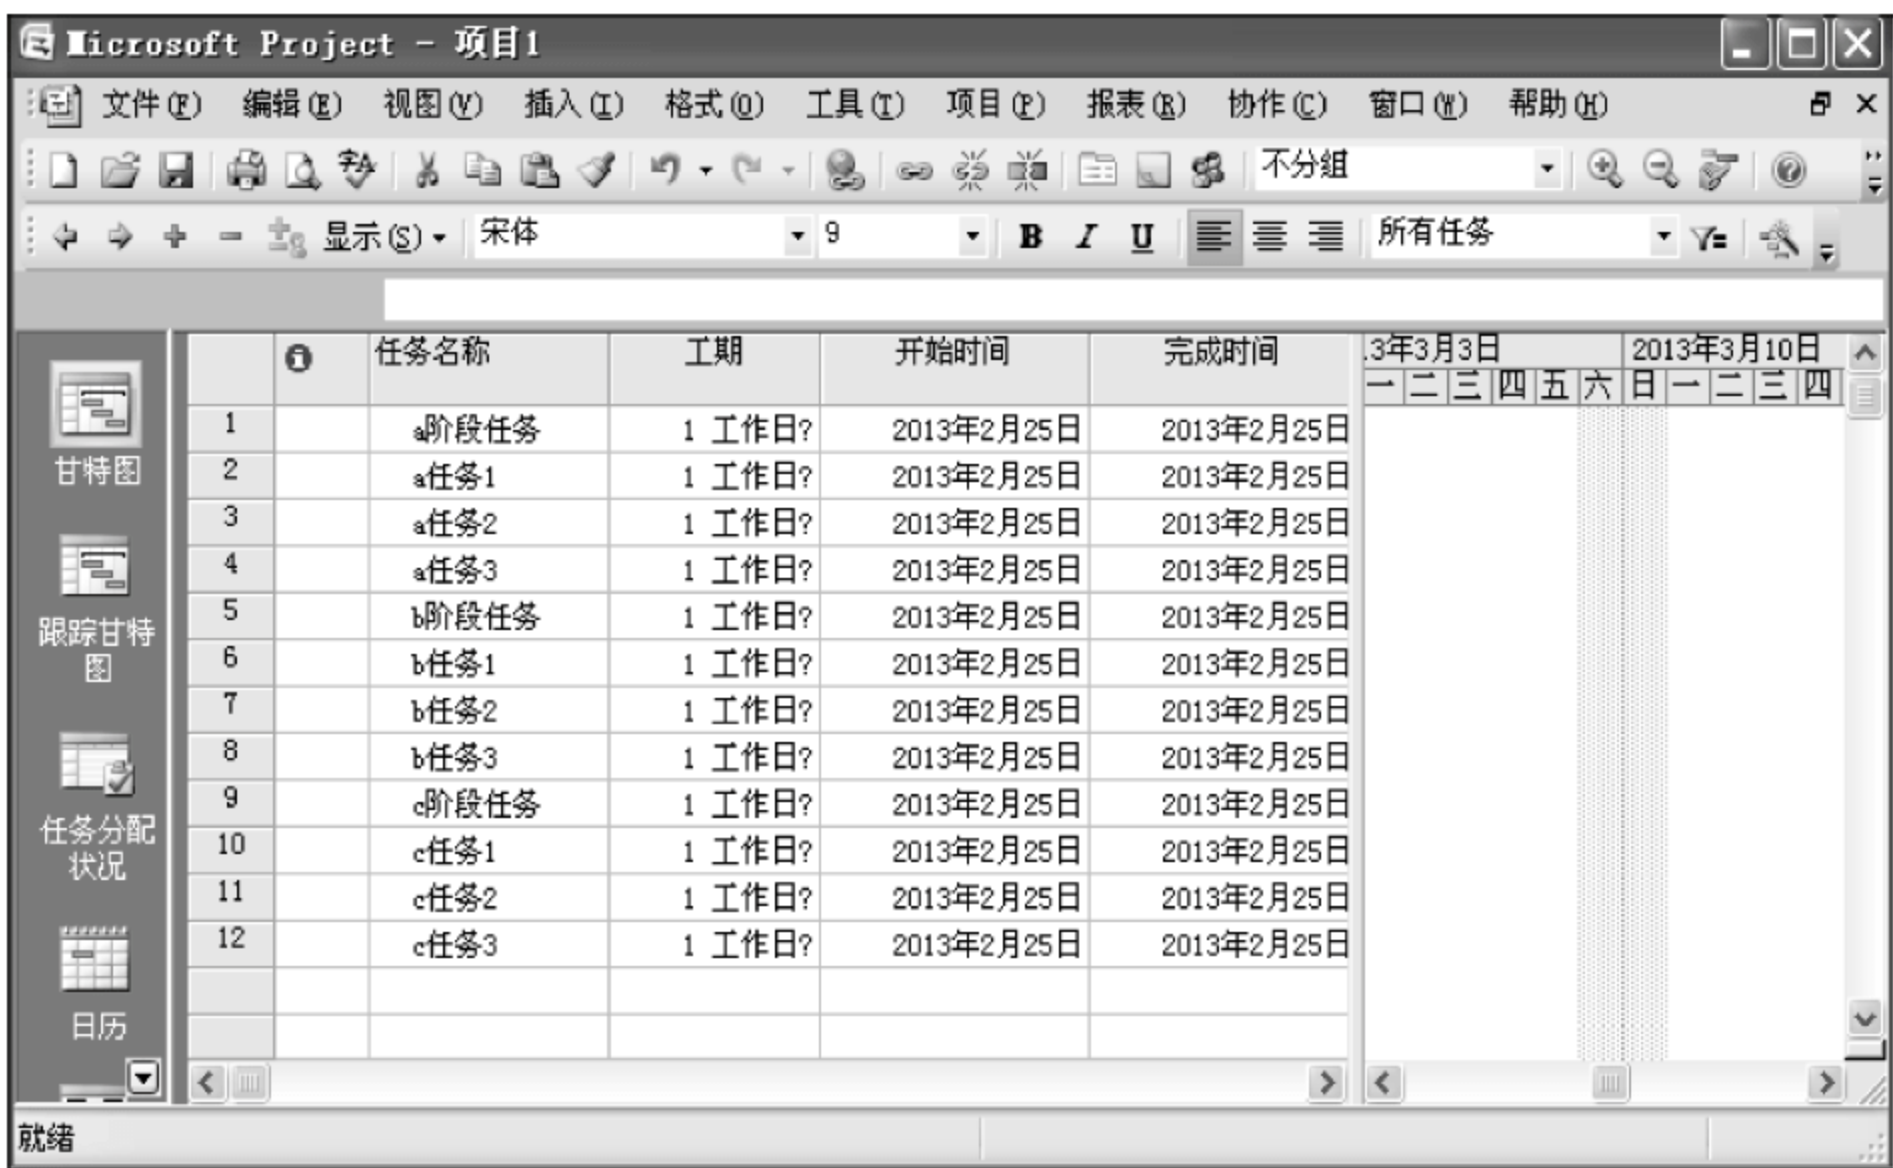 Microsoft Project - 项目1
文件(F) 编辑(E) 视图(V) 插入(I) 格式(O) 工具(T) 项目(P) 报表(R) 协作(C) 窗口(W) 帮助(H)
不分组
显示(S) 宋体 9 B I U 所有任务
任务名称 工期 开始时间 完成时间 .3年3月3日 2013年3月10日
一 二 三 四 五 六 日 一 二 三 四
1 a阶段任务 1 工作日? 2013年2月25日 2013年2月25日
2 a任务1 1 工作日? 2013年2月25日 2013年2月25日
3 a任务2 1 工作日? 2013年2月25日 2013年2月25日
4 a任务3 1 工作日? 2013年2月25日 2013年2月25日
5 b阶段任务 1 工作日? 2013年2月25日 2013年2月25日
6 b任务1 1 工作日? 2013年2月25日 2013年2月25日
7 b任务2 1 工作日? 2013年2月25日 2013年2月25日
8 b任务3 1 工作日? 2013年2月25日 2013年2月25日
9 c阶段任务 1 工作日? 2013年2月25日 2013年2月25日
10 c任务1 1 工作日? 2013年2月25日 2013年2月25日
11 c任务2 1 工作日? 2013年2月25日 2013年2月25日
12 c任务3 1 工作日? 2013年2月25日 2013年2月25日
甘特图
跟踪甘特
图
任务分配
状况
日历
就绪